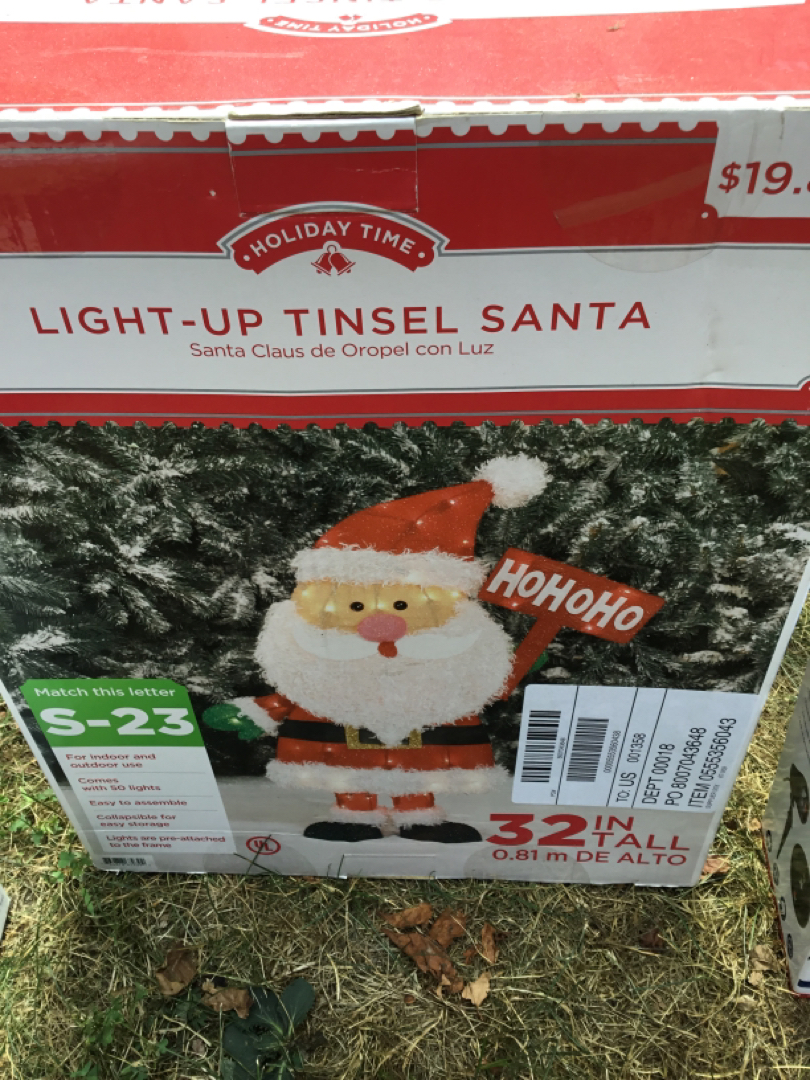 HOLIDAY TIME
$19.
HOLIDAY TIME
LIGHT-UP TINSEL SANTA
Santa Claus de Oropel con Luz
HOHOHO
Match this letter
S-23
For indoor and
outdoor use
Comes
with 50 lights
Easy to assemble
Collapsible for
easy storage
Lights are pre-attached
to the frame
UL
TO: US 001358
DEPT 00018
PO 8007043648
ITEM 0555356043
32 IN
TALL
0.81 m DE ALTO